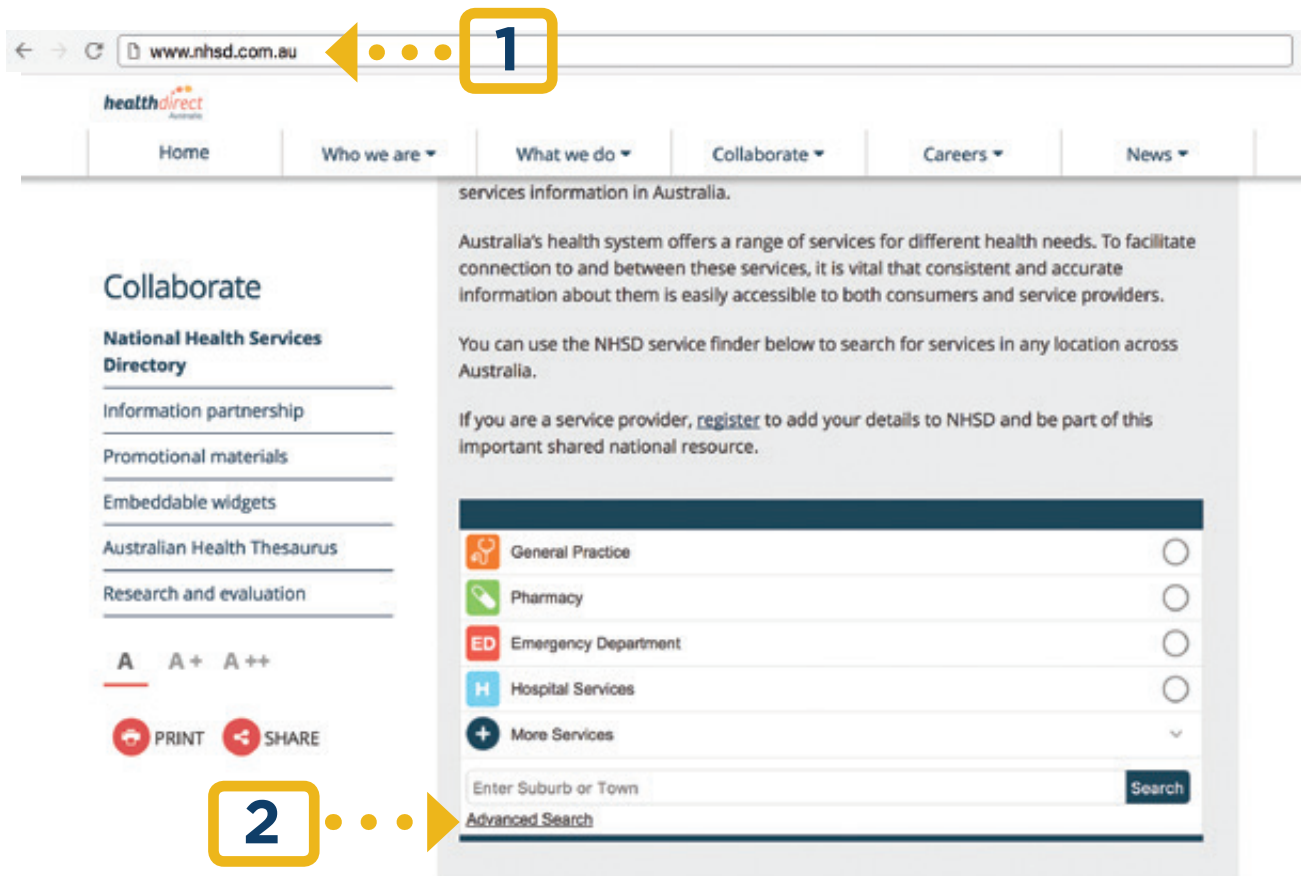 1
www.nhsd.com.au
healthdirect
Australia
Home Who we are What we do Collaborate Careers News
services information in Australia.
Australia's health system offers a range of services for different health needs. To facilitate
connection to and between these services, it is vital that consistent and accurate
information about them is easily accessible to both consumers and service providers.
You can use the NHSD service finder below to search for services in any location across
Australia.
If you are a service provider, register to add your details to NHSD and be part of this
important shared national resource.
Collaborate
National Health Services
Directory
Information partnership
Promotional materials
Embeddable widgets
Australian Health Thesaurus
Research and evaluation
A A+ A++
PRINT SHARE
General Practice
Pharmacy
ED Emergency Department
H Hospital Services
More Services
Enter Suburb or Town Search
2
Advanced Search